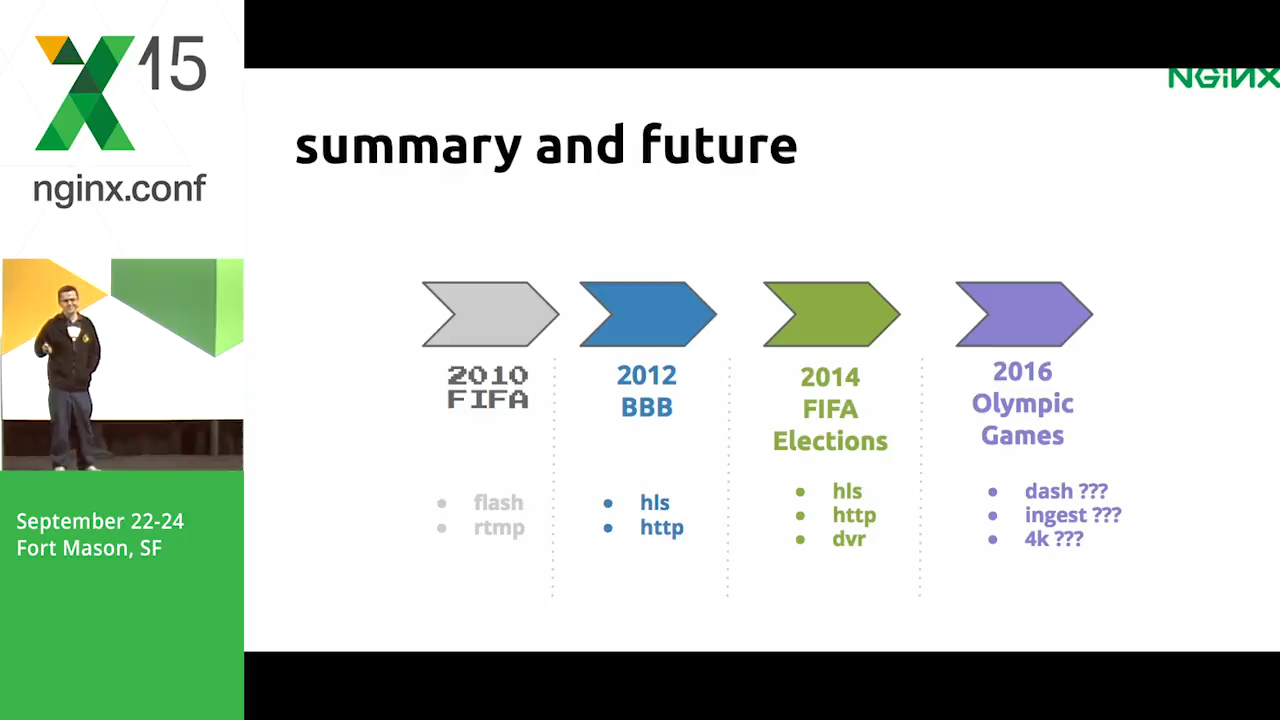 15
nginx.conf
September 22-24
Fort Mason, SF
NGINX
summary and future
2010
FIFA
flash
rtmp
2012
BBB
hls
http
2014
FIFA
Elections
hls
http
dvr
2016
Olympic
Games
dash ???
ingest ???
4k ???